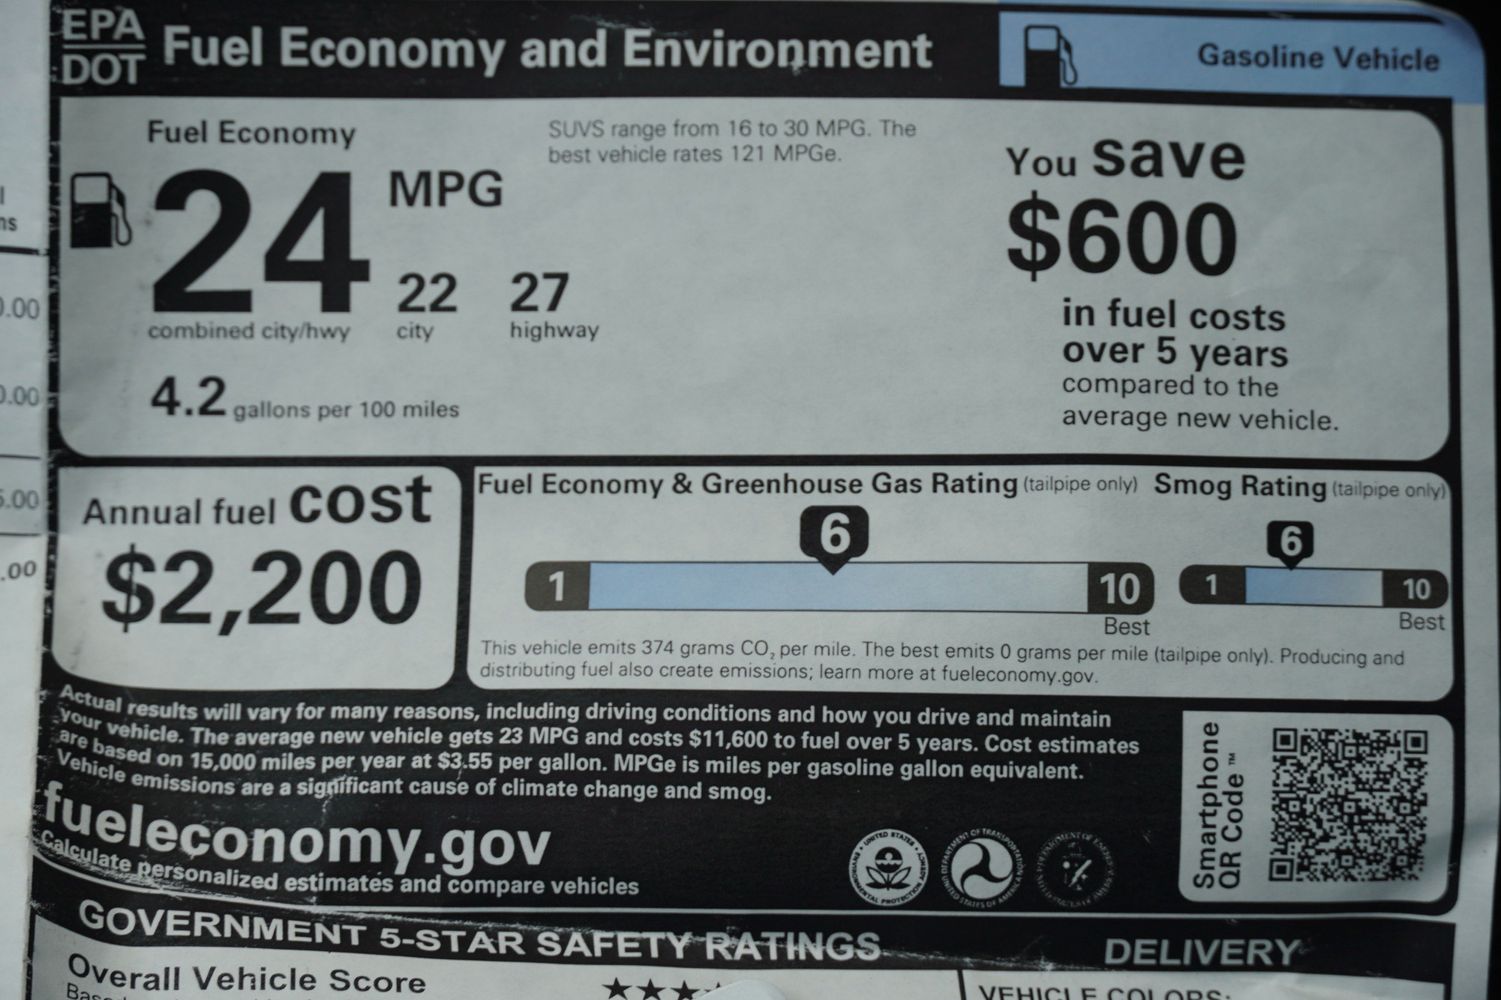 EPA
DOT
Fuel Economy and Environment
Gasoline Vehicle
Fuel Economy
24 MPG
combined city/hwy
22
city
27
highway
4.2 gallons per 100 miles
SUVS range from 16 to 30 MPG. The
best vehicle rates 121 MPGe.
You save
$600
in fuel costs
over 5 years
compared to the
average new vehicle.
Annual fuel cost
$2,200
Fuel Economy & Greenhouse Gas Rating (tailpipe only)
6
1
10
Best
Smog Rating (tailpipe only)
6
1
10
Best
This vehicle emits 374 grams CO₂ per mile. The best emits 0 grams per mile (tailpipe only). Producing and
distributing fuel also create emissions; learn more at fueleconomy.gov.
Actual results will vary for many reasons, including driving conditions and how you drive and maintain
your vehicle. The average new vehicle gets 23 MPG and costs $11,600 to fuel over 5 years. Cost estimates
are based on 15,000 miles per year at $3.55 per gallon. MPGe is miles per gasoline gallon equivalent.
Vehicle emissions are a significant cause of climate change and smog.
fueleconomy.gov
Calculate personalized estimates and compare vehicles
Smartphone
QR Code™
GOVERNMENT 5-STAR SAFETY RATINGS
DELIVERY
Overall Vehicle Score
VEHICLE COLORS: